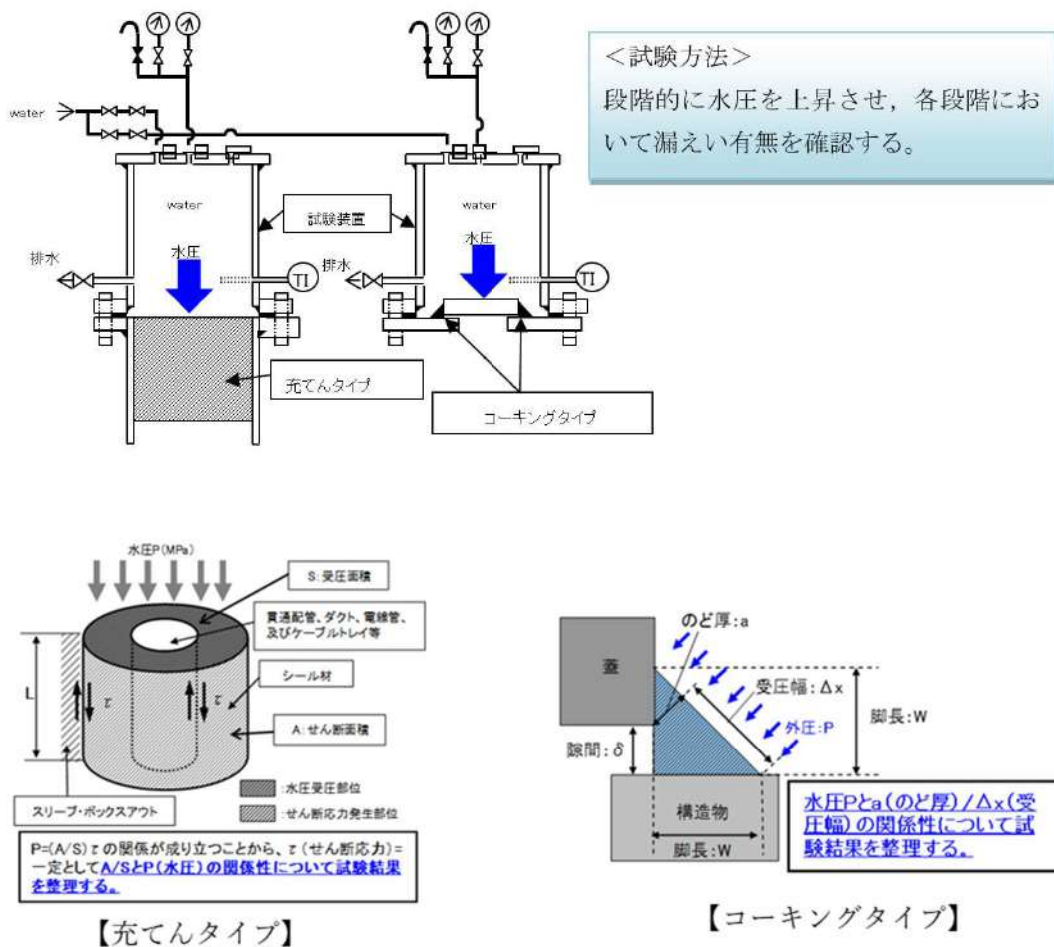 <試験方法>
段階的に水圧を上昇させ，各段階にお
いて漏えい有無を確認する。
water
water
水圧
排水
TI
試験装置
water
水圧
排水
TI
充てんタイプ
コーキングタイプ
水圧P(MPa)
S:受圧面積
貫通配管、ダクト、電線管、
及びケーブルトレイ等
シール材
A:せん断面積
L
τ
τ
:水圧受圧部位
:せん断応力発生部位
スリーブ・ボックスアウト
P=(A/S)τの関係が成り立つことから、τ(せん断応力)=
一定としてA/SとP(水圧)の関係性について試験結果
を整理する。
【充てんタイプ】
のど厚:a
蓋
受圧幅:Δx
外圧:P
脚長:W
隙間:δ
構造物
脚長:W
水圧Pとa(のど厚)/Δx(受
圧幅)の関係性について試
験結果を整理する。
【コーキングタイプ】